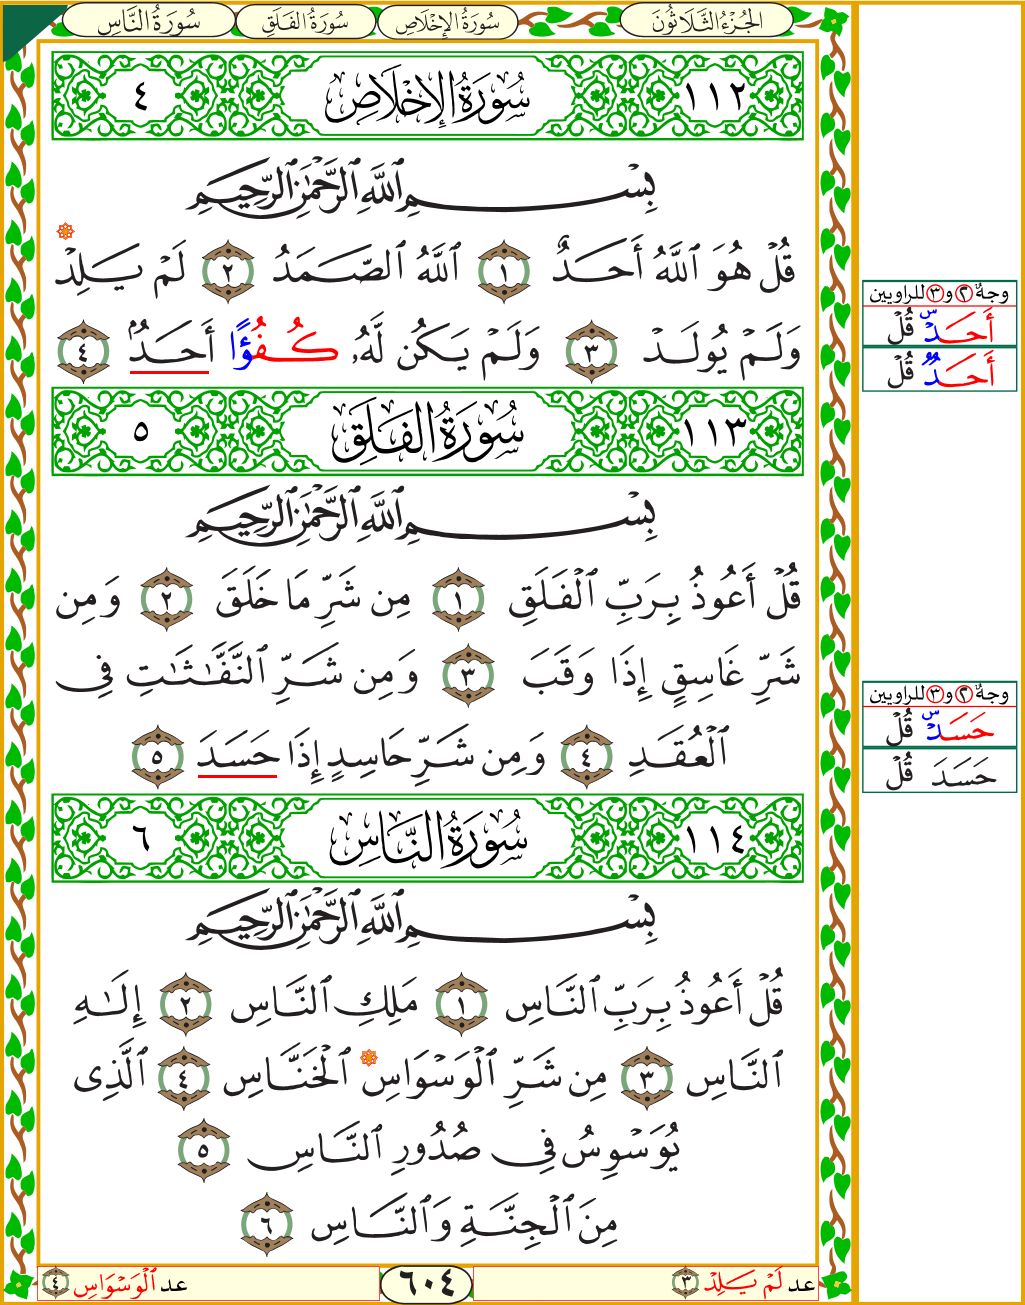 الجُزْءُ الثَّلَاثُونَ
سُورَةُ الإِخْلَاصِ
سُورَةُ الفَلَقِ
سُورَةُ النَّاسِ
١١٢ سُورَةُ الإِخْلَاصِ ٤
بِسْمِ ٱللَّهِ ٱلرَّحْمَٰنِ ٱلرَّحِيمِ
قُلْ هُوَ ٱللَّهُ أَحَدٌ ١ ٱللَّهُ ٱلصَّمَدُ ٢ لَمْ يَلِدْ
وَلَمْ يُولَدْ ٣ وَلَمْ يَكُن لَّهُۥ كُفُؤًا أَحَدُۢ ٤
١١٣ سُورَةُ الفَلَقِ ٥
بِسْمِ ٱللَّهِ ٱلرَّحْمَٰنِ ٱلرَّحِيمِ
قُلْ أَعُوذُ بِرَبِّ ٱلْفَلَقِ ١ مِن شَرِّ مَا خَلَقَ ٢ وَمِن
شَرِّ غَاسِقٍ إِذَا وَقَبَ ٣ وَمِن شَرِّ ٱلنَّفَّٰثَٰتِ فِى
ٱلْعُقَدِ ٤ وَمِن شَرِّ حَاسِدٍ إِذَا حَسَدَ ٥
١١٤ سُورَةُ النَّاسِ ٦
بِسْمِ ٱللَّهِ ٱلرَّحْمَٰنِ ٱلرَّحِيمِ
قُلْ أَعُوذُ بِرَبِّ ٱلنَّاسِ ١ مَلِكِ ٱلنَّاسِ ٢ إِلَٰهِ
ٱلنَّاسِ ٣ مِن شَرِّ ٱلْوَسْوَاسِ ٱلْخَنَّاسِ ٤ ٱلَّذِى
يُوَسْوِسُ فِى صُدُورِ ٱلنَّاسِ ٥
مِنَ ٱلْجِنَّةِ وَٱلنَّاسِ ٦
وجه ٢ و ٣ للراويين
أَحَدٌۜ قُلْ
أَحَدٌ قُلْ
وجه ٢ و ٣ للراويين
حَسَدَۜ قُلْ
حَسَدَ قُلْ
عد لَمْ يَلِدْ ٣
٦٠٤
عد ٱلْوَسْوَاسِ ٤